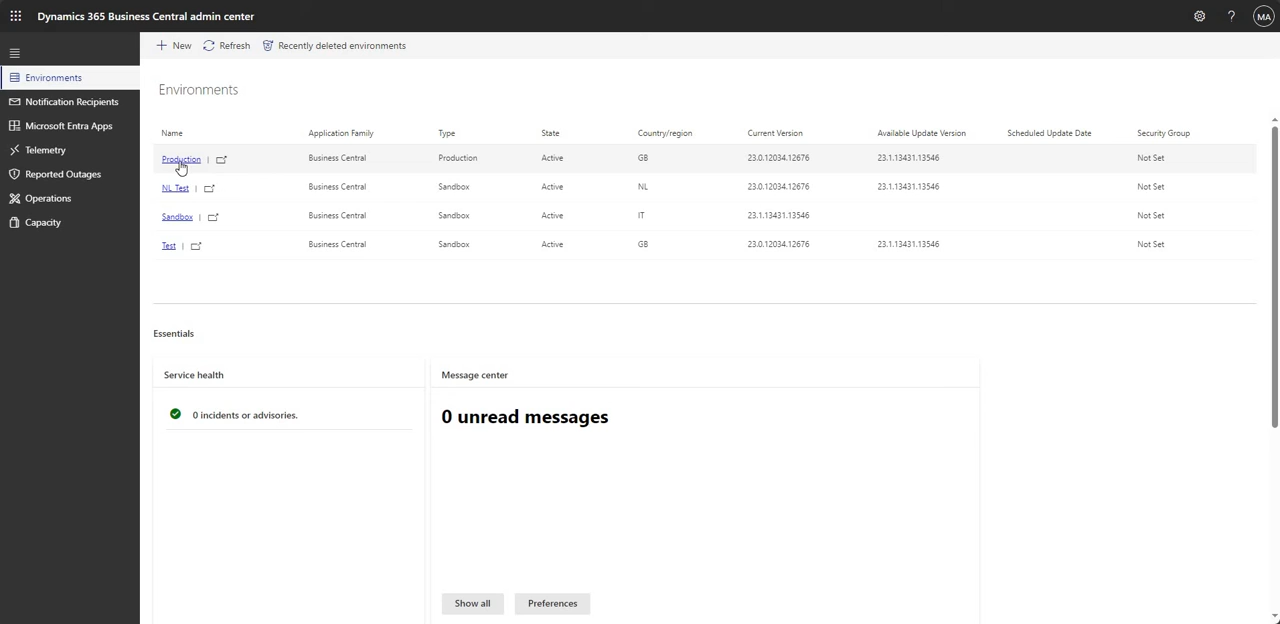 Dynamics 365 Business Central admin center
?
MA
New
Refresh
Recently deleted environments
Environments
Notification Recipients
Microsoft Entra Apps
Telemetry
Reported Outages
Operations
Capacity
Environments
Name Application Family Type State Country/region Current Version Available Update Version Scheduled Update Date Security Group
Production | Business Central Production Active GB 23.0.12034.12676 23.1.13431.13546 Not Set
NL Test | Business Central Sandbox Active NL 23.0.12034.12676 23.1.13431.13546 Not Set
Sandbox | Business Central Sandbox Active IT 23.1.13431.13546 Not Set
Test | Business Central Sandbox Active GB 23.0.12034.12676 23.1.13431.13546 Not Set
Essentials
Service health
0 incidents or advisories.
Message center
0 unread messages
Show all
Preferences